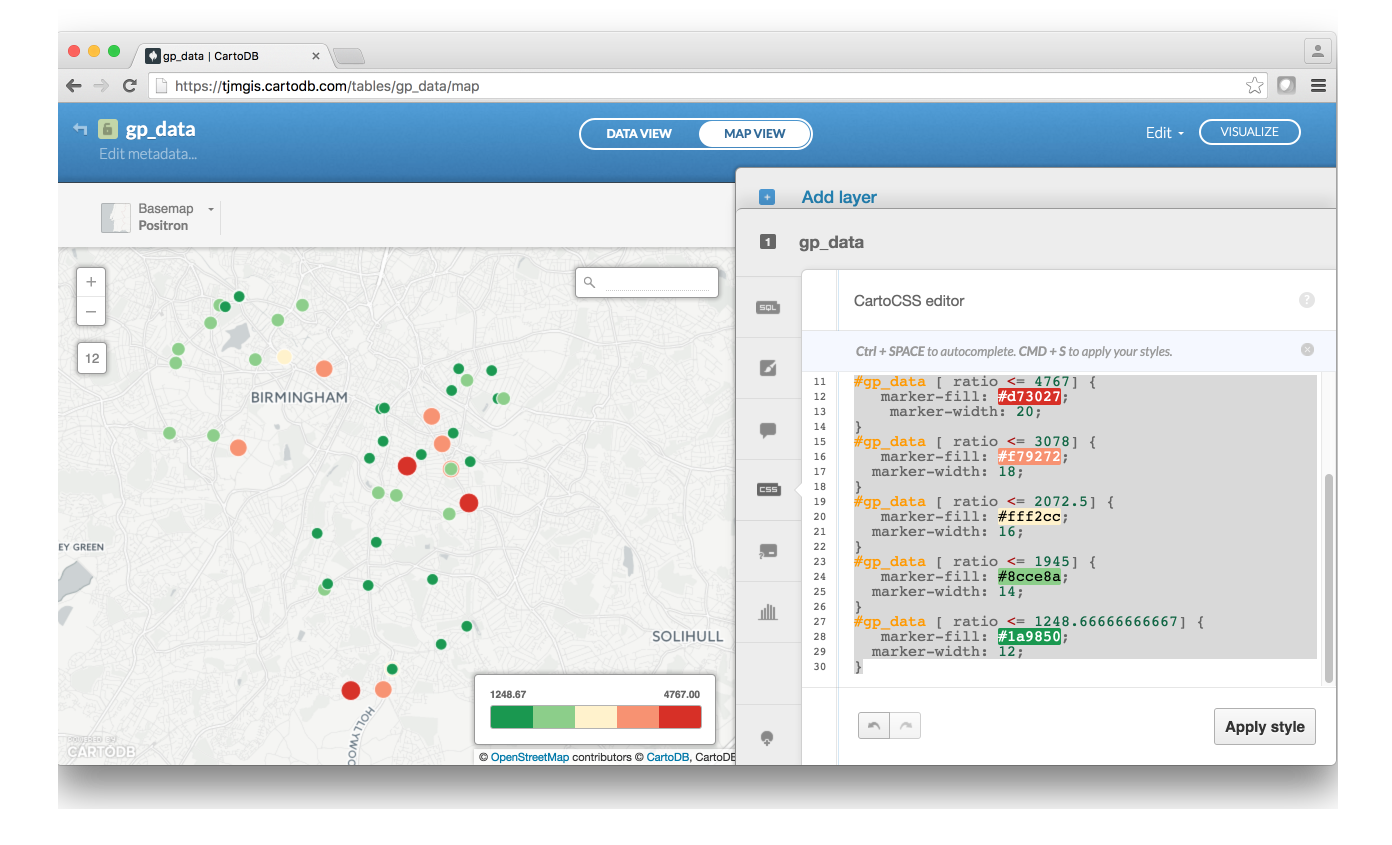 gp_data | CartoDB
https://tjmgis.cartodb.com/tables/gp_data/map
gp_data
Edit metadata...
DATA VIEW
MAP VIEW
Edit
VISUALIZE
Basemap
Positron
Add layer
1
gp_data
+
−
12
BIRMINGHAM
EY GREEN
SOLIHULL
HOLLYWOO
1248.67
4767.00
POWERED BY
CARTODB
© OpenStreetMap contributors © CartoDB, CartoDB
SQL
CSS
CartoCSS editor
?
Ctrl + SPACE to autocomplete. CMD + S to apply your styles.
11 #gp_data [ ratio <= 4767] {
12 marker-fill: #d73027;
13 marker-width: 20;
14 }
15 #gp_data [ ratio <= 3078] {
16 marker-fill: #f79272;
17 marker-width: 18;
18 }
19 #gp_data [ ratio <= 2072.5] {
20 marker-fill: #fff2cc;
21 marker-width: 16;
22 }
23 #gp_data [ ratio <= 1945] {
24 marker-fill: #8cce8a;
25 marker-width: 14;
26 }
27 #gp_data [ ratio <= 1248.66666666667] {
28 marker-fill: #1a9850;
29 marker-width: 12;
30 }
Apply style